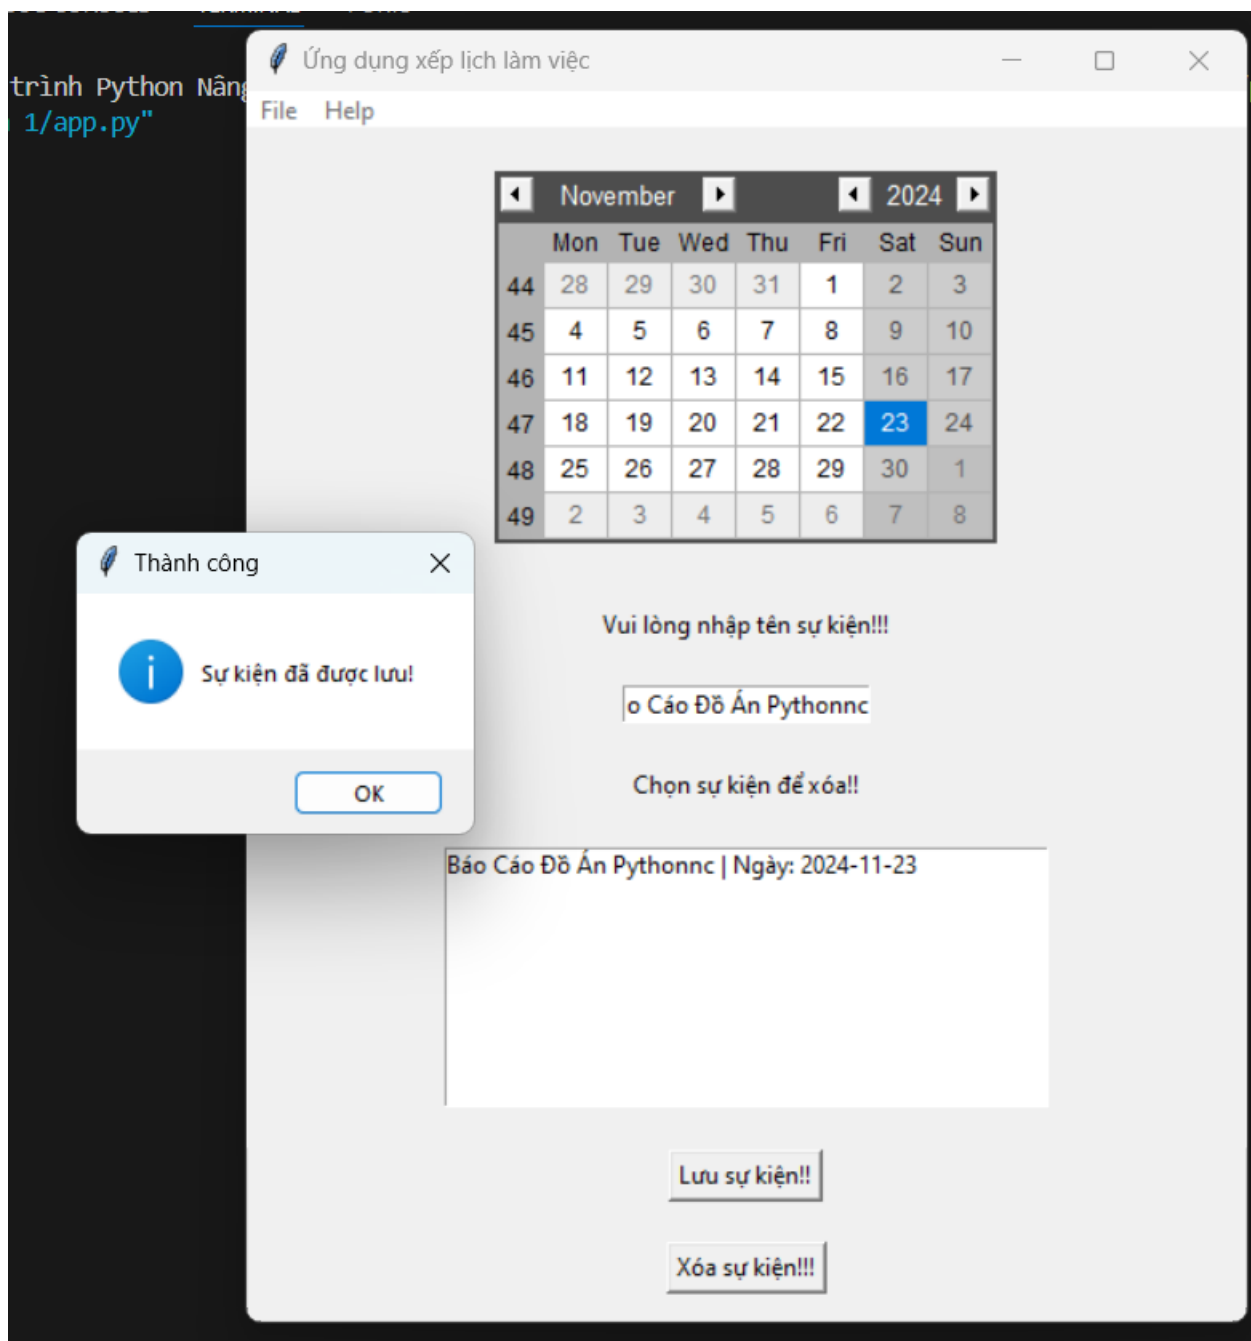 Ứng dụng xếp lịch làm việc
trình Python Nâng
1/app.py"
File Help
November 2024
Mon Tue Wed Thu Fri Sat Sun
44 28 29 30 31 1 2 3
45 4 5 6 7 8 9 10
46 11 12 13 14 15 16 17
47 18 19 20 21 22 23 24
48 25 26 27 28 29 30 1
49 2 3 4 5 6 7 8
Thành công
Sự kiện đã được lưu!
OK
Vui lòng nhập tên sự kiện!!!
o Cáo Đồ Án Pythonnc
Chọn sự kiện để xóa!!
Báo Cáo Đồ Án Pythonnc | Ngày: 2024-11-23
Lưu sự kiện!!
Xóa sự kiện!!!